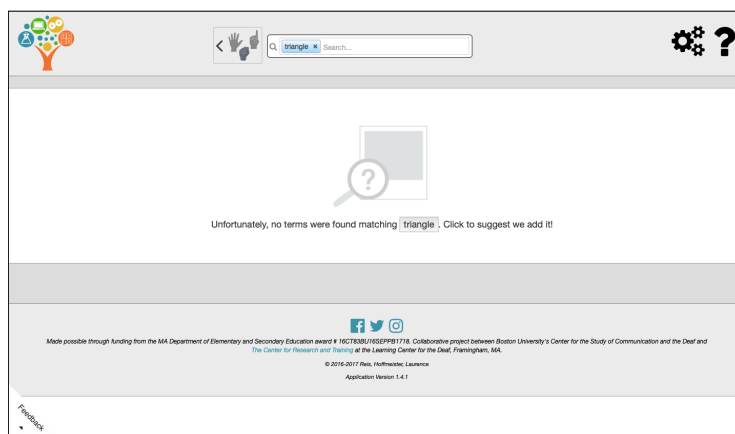 triangle × Search...
?
?
Unfortunately, no terms were found matching triangle . Click to suggest we add it!
Made possible through funding from the MA Department of Elementary and Secondary Education award # 16CT83BU16SEPPB1718. Collaborative project between Boston University's Center for the Study of Communication and the Deaf and
The Center for Research and Training at the Learning Center for the Deaf, Framingham, MA.
© 2016-2017 Reis, Hoffmeister, Laurence
Application Version 1.4.1
Feedback